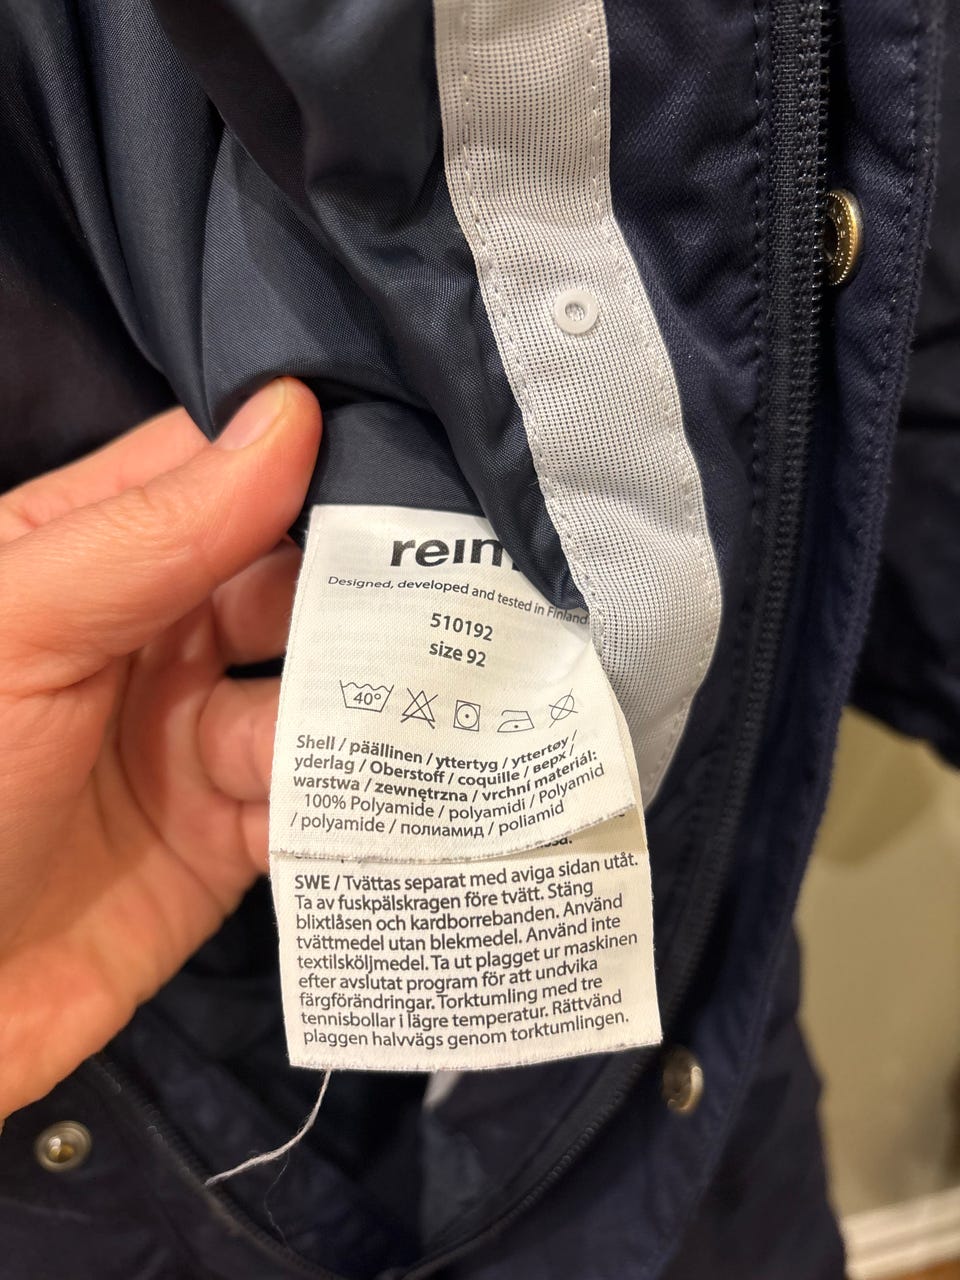 Designed, developed and tested in Finland
510192
size 92
40°
Shell / päällinen / yttertyg / yttertøy /
yderlag / Oberstoff / coquille / верх /
warstwa / zewnętrzna / vrchní materiál:
100% Polyamide / polyamidi / Polyamid
/ polyamide / полиамид / poliamid
SWE / Tvättas separat med aviga sidan utåt.
Ta av fuskpälskragen före tvätt. Stäng
blixtlåsen och kardborrebanden. Använd
tvättmedel utan blekmedel. Använd inte
textilsköljmedel. Ta ut plagget ur maskinen
efter avslutat program för att undvika
färgförändringar. Torktumling med tre
tennisbollar i lägre temperatur. Rättvänd
plaggen halvvägs genom torktumlingen.